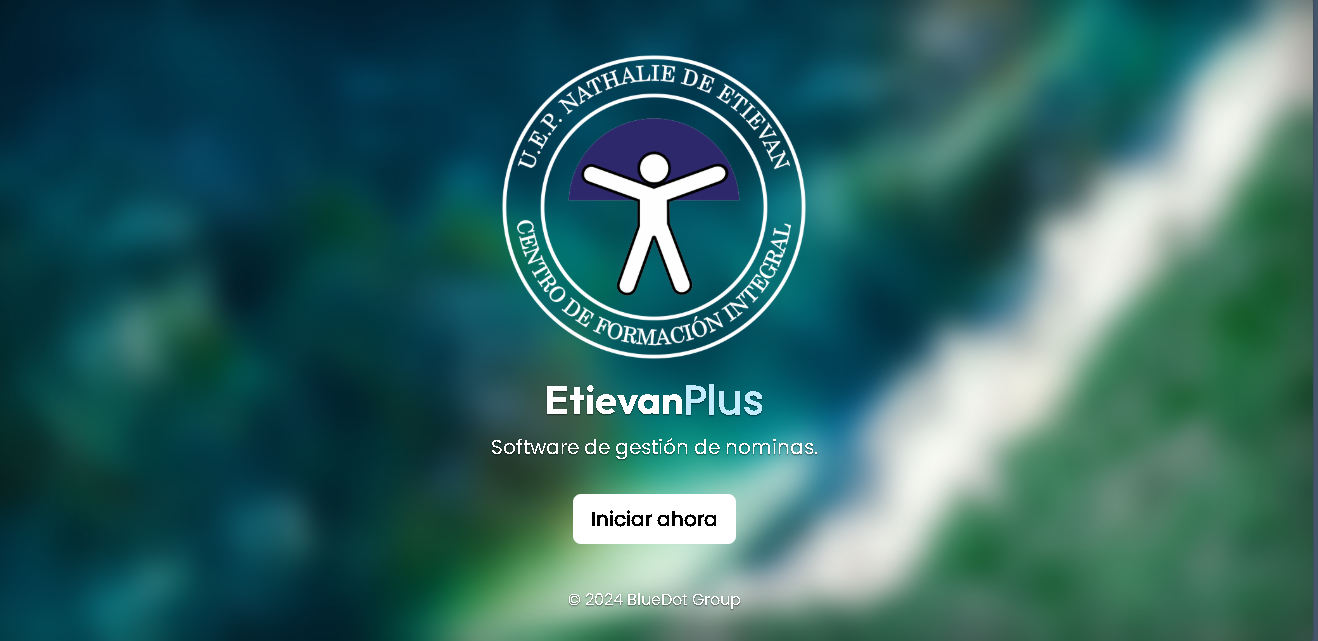 U.E.P. NATHALIE DE ETIEVAN
CENTRO DE FORMACIÓN INTEGRAL
EtievanPlus
Software de gestión de nominas.
Iniciar ahora
© 2024 BlueDot Group